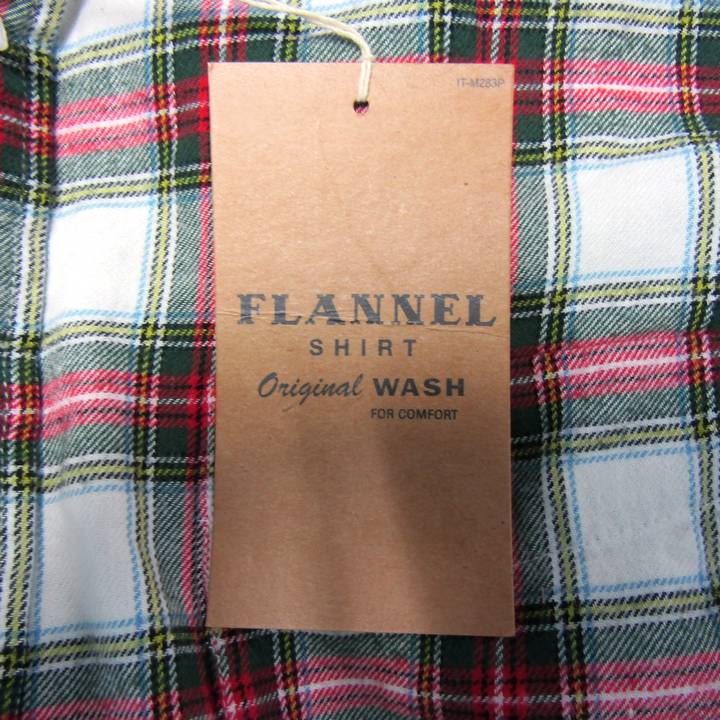 IT-M283P
FLANNEL
SHIRT
Original WASH
FOR COMFORT